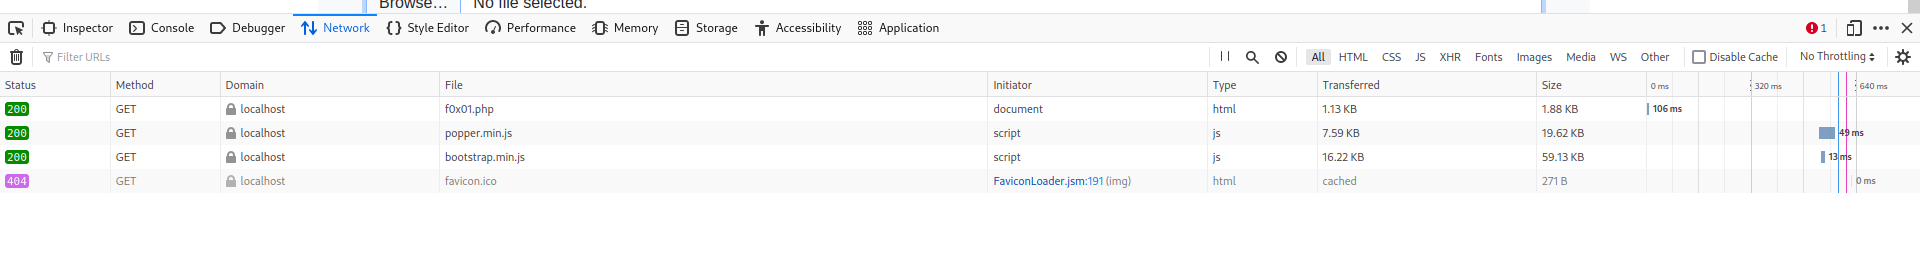 Browse... No file selected.
Inspector Console Debugger Network Style Editor Performance Memory Storage Accessibility Application 1
Filter URLs All HTML CSS JS XHR Fonts Images Media WS Other Disable Cache No Throttling
Status Method Domain File Initiator Type Transferred Size 0 ms 320 ms 640 ms
200 GET localhost f0x01.php document html 1.13 KB 1.88 KB 106 ms
200 GET localhost popper.min.js script js 7.59 KB 19.62 KB 49 ms
200 GET localhost bootstrap.min.js script js 16.22 KB 59.13 KB 13 ms
404 GET localhost favicon.ico FaviconLoader.jsm:191 (img) html cached 271 B 0 ms